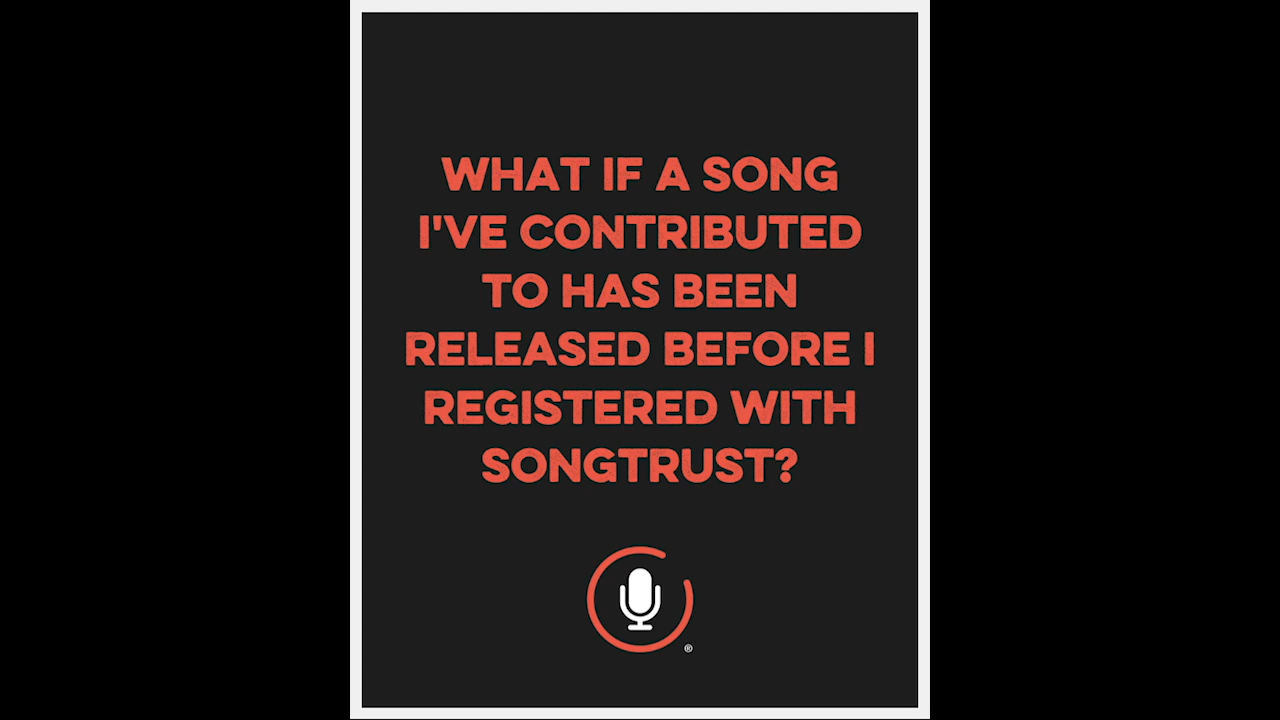 WHAT IF A SONG
I'VE CONTRIBUTED
TO HAS BEEN
RELEASED BEFORE I
REGISTERED WITH
SONGTRUST?
®